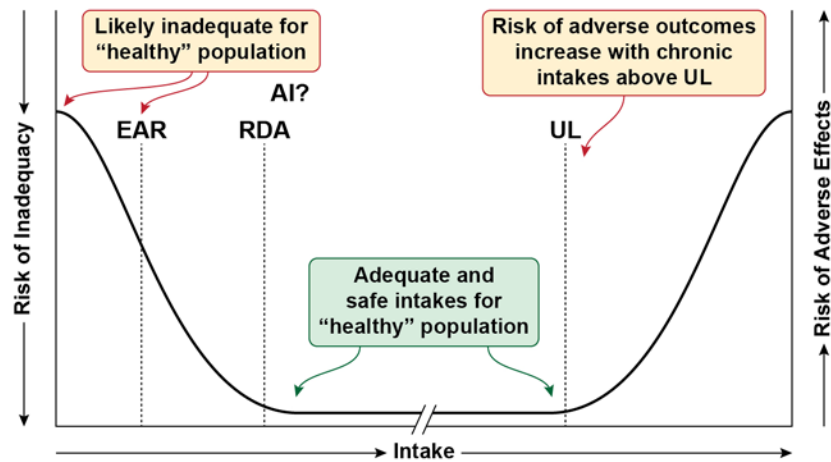 Likely inadequate for
“healthy” population
Risk of adverse outcomes
increase with chronic
intakes above UL
AI?
EAR
RDA
UL
Risk of Inadequacy
Risk of Adverse Effects
Adequate and
safe intakes for
“healthy” population
Intake